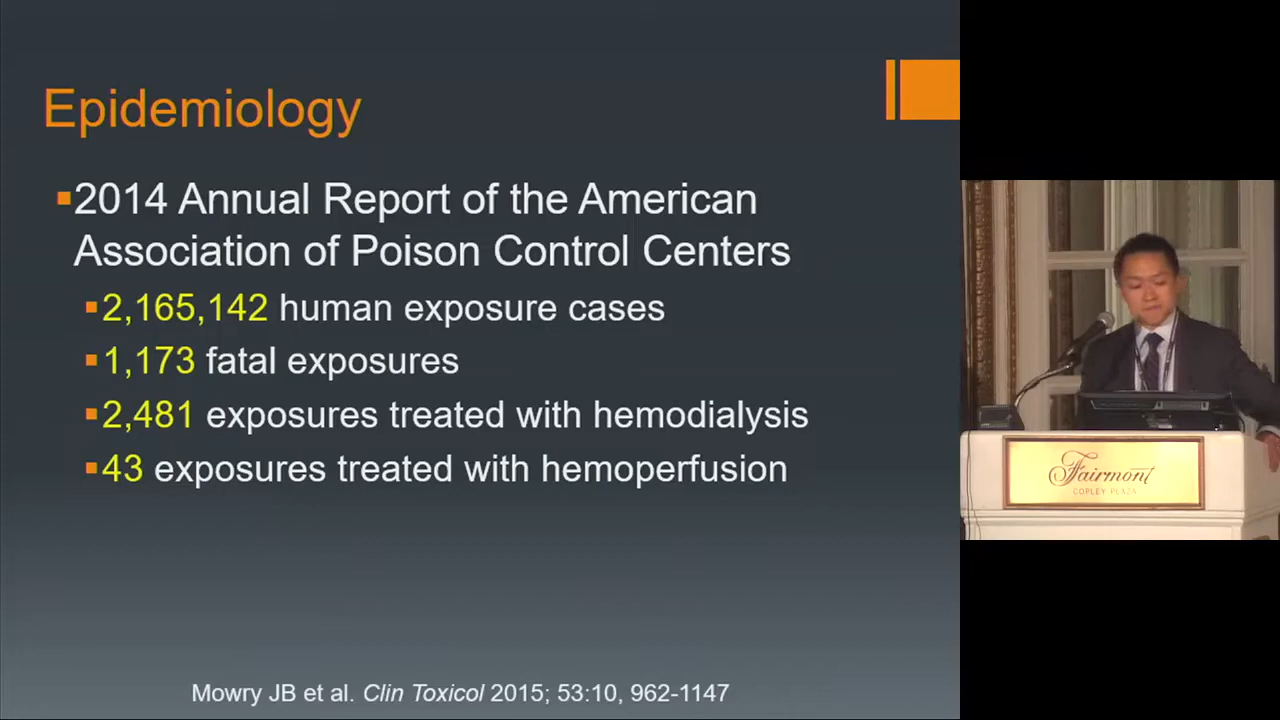 Epidemiology
▪2014 Annual Report of the American
Association of Poison Control Centers
▪2,165,142 human exposure cases
▪1,173 fatal exposures
▪2,481 exposures treated with hemodialysis
▪43 exposures treated with hemoperfusion
Mowry JB et al. Clin Toxicol 2015; 53:10, 962-1147
Fairmont
COPLEY PLAZA